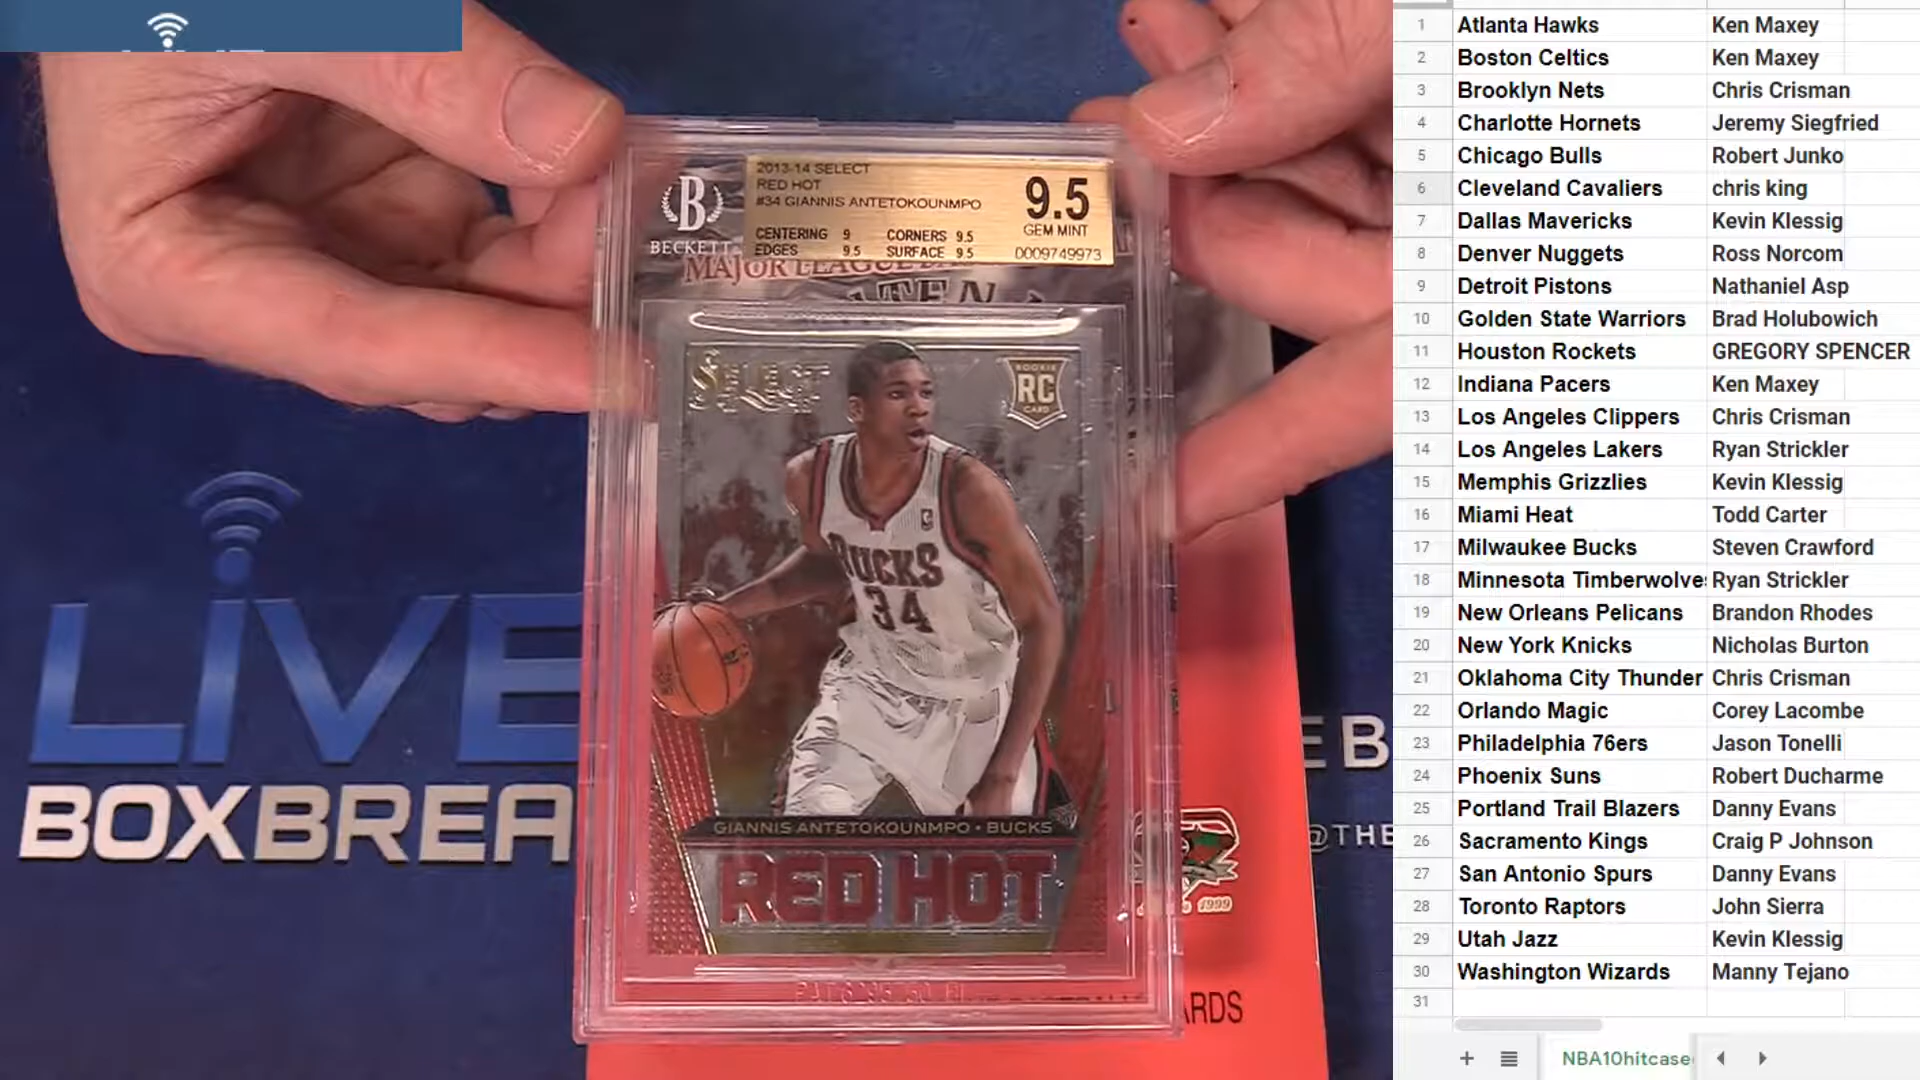 2013-14 SELECT
RED HOT
#34 GIANNIS ANTETOKOUNMPO
CENTERING 9 CORNERS 9.5
EDGES 9.5 SURFACE 9.5
9.5
GEM MINT
0009749973
B
BECKETT
MAJOR LEAGUE
SELECT
ROOKIE
RC
CARD
BUCKS
34
GIANNIS ANTETOKOUNMPO • BUCKS
RED HOT
LIVE
BOXBREA
EB
@THE
1999
ARDS
1 Atlanta Hawks Ken Maxey
2 Boston Celtics Ken Maxey
3 Brooklyn Nets Chris Crisman
4 Charlotte Hornets Jeremy Siegfried
5 Chicago Bulls Robert Junko
6 Cleveland Cavaliers chris king
7 Dallas Mavericks Kevin Klessig
8 Denver Nuggets Ross Norcom
9 Detroit Pistons Nathaniel Asp
10 Golden State Warriors Brad Holubowich
11 Houston Rockets GREGORY SPENCER
12 Indiana Pacers Ken Maxey
13 Los Angeles Clippers Chris Crisman
14 Los Angeles Lakers Ryan Strickler
15 Memphis Grizzlies Kevin Klessig
16 Miami Heat Todd Carter
17 Milwaukee Bucks Steven Crawford
18 Minnesota Timberwolve Ryan Strickler
19 New Orleans Pelicans Brandon Rhodes
20 New York Knicks Nicholas Burton
21 Oklahoma City Thunder Chris Crisman
22 Orlando Magic Corey Lacombe
23 Philadelphia 76ers Jason Tonelli
24 Phoenix Suns Robert Ducharme
25 Portland Trail Blazers Danny Evans
26 Sacramento Kings Craig P Johnson
27 San Antonio Spurs Danny Evans
28 Toronto Raptors John Sierra
29 Utah Jazz Kevin Klessig
30 Washington Wizards Manny Tejano
31
NBA10hitcase